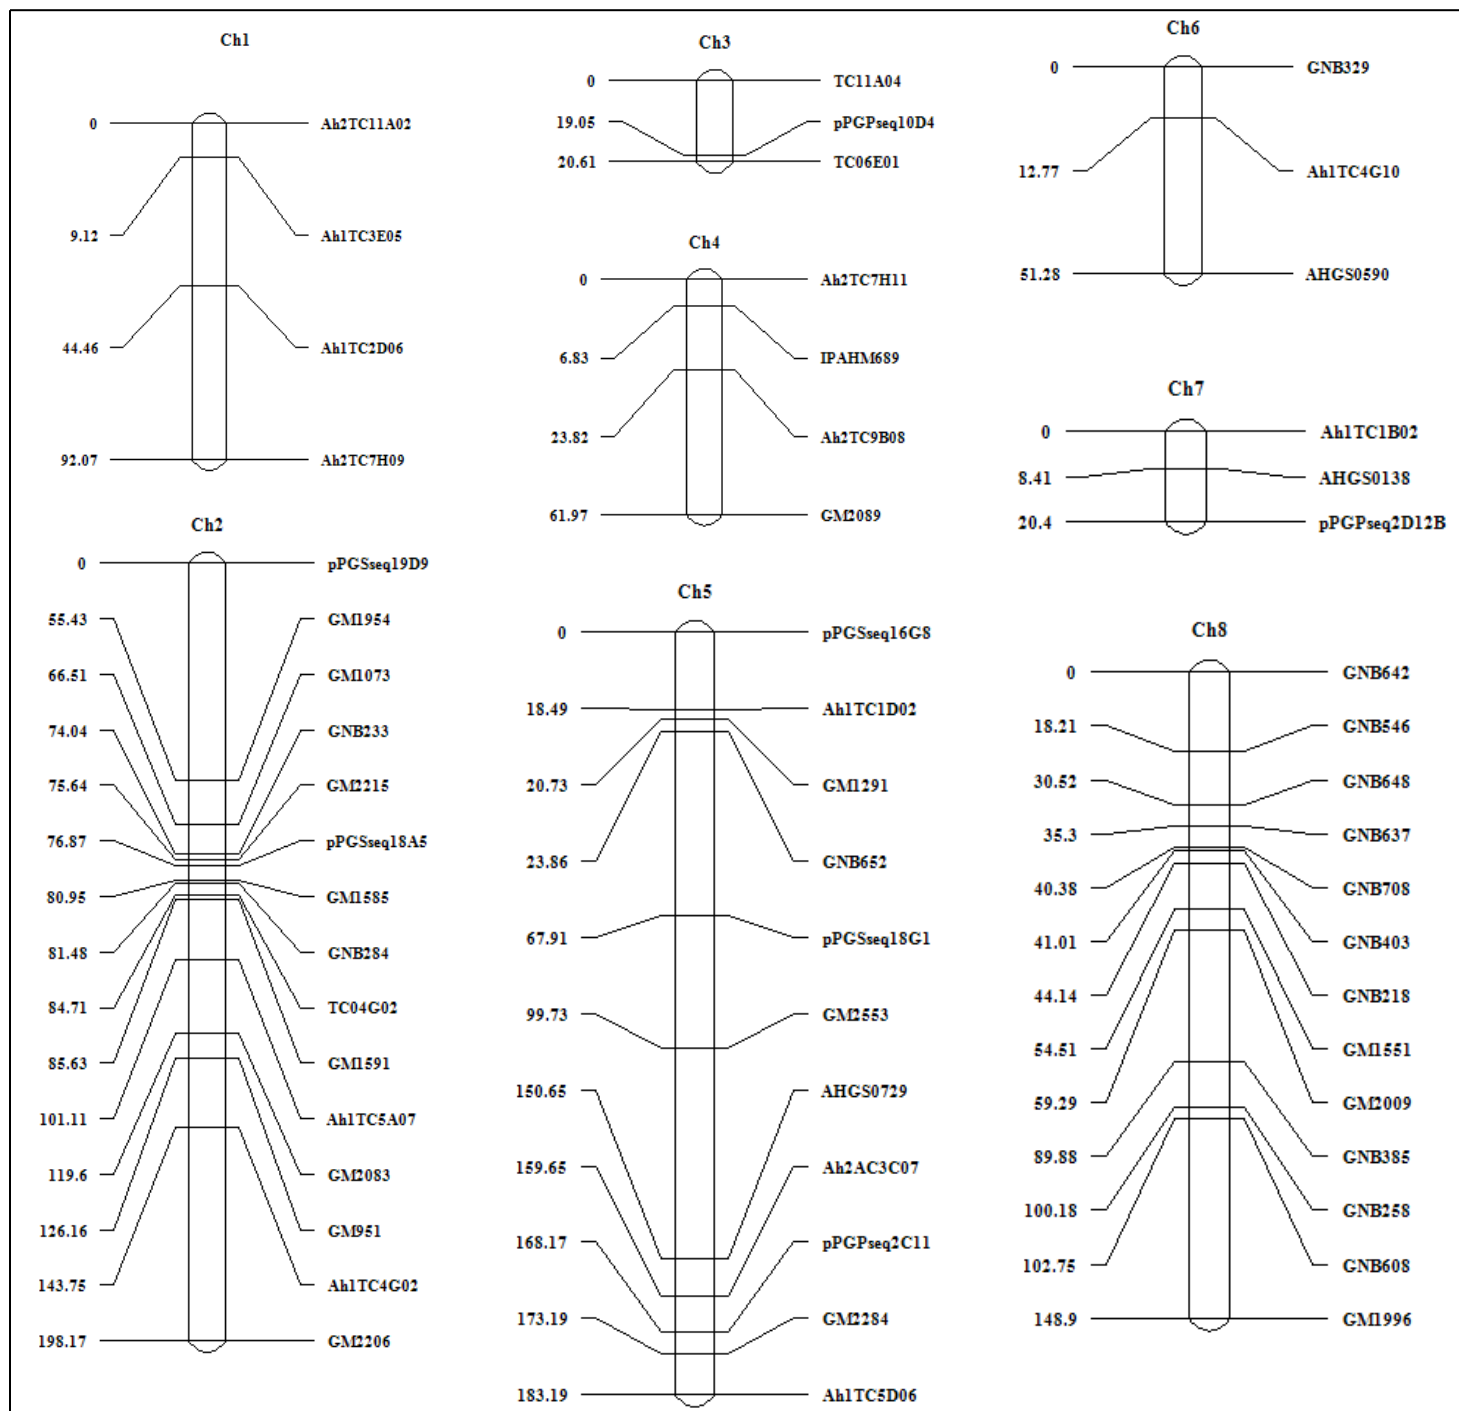 Ch1
0 Ah2TC11A02
9.12 Ah1TC3E05
44.46 Ah1TC2D06
92.07 Ah2TC7H09
Ch2
0 pPGSseq19D9
55.43 GM1954
66.51 GM1073
74.04 GNB233
75.64 GM2215
76.87 pPGSseq18A5
80.95 GM1585
81.48 GNB284
84.71 TC04G02
85.63 GM1591
101.11 Ah1TC5A07
119.6 GM2083
126.16 GM951
143.75 Ah1TC4G02
198.17 GM2206
Ch3
0 TC11A04
19.05 pPGPseq10D4
20.61 TC06E01
Ch4
0 Ah2TC7H11
6.83 IPAHM689
23.82 Ah2TC9B08
61.97 GM2089
Ch5
0 pPGSseq16G8
18.49 Ah1TC1D02
20.73 GM1291
23.86 GNB652
67.91 pPGSseq18G1
99.73 GM2553
150.65 AHGS0729
159.65 Ah2AC3C07
168.17 pPGPseq2C11
173.19 GM2284
183.19 Ah1TC5D06
Ch6
0 GNB329
12.77 Ah1TC4G10
51.28 AHGS0590
Ch7
0 Ah1TC1B02
8.41 AHGS0138
20.4 pPGPseq2D12B
Ch8
0 GNB642
18.21 GNB546
30.52 GNB648
35.3 GNB637
40.38 GNB708
41.01 GNB403
44.14 GNB218
54.51 GM1551
59.29 GM2009
89.88 GNB385
100.18 GNB258
102.75 GNB608
148.9 GM1996